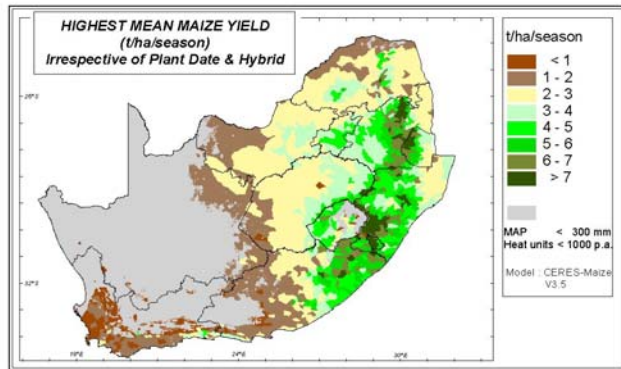 HIGHEST MEAN MAIZE YIELD
(t/ha/season)
Irrespective of Plant Date & Hybrid
t/ha/season
< 1
1 - 2
2 - 3
3 - 4
4 - 5
5 - 6
6 - 7
> 7
MAP < 300 mm
Heat units < 1000 p.a.
Model : CERES-Maize
V3.5